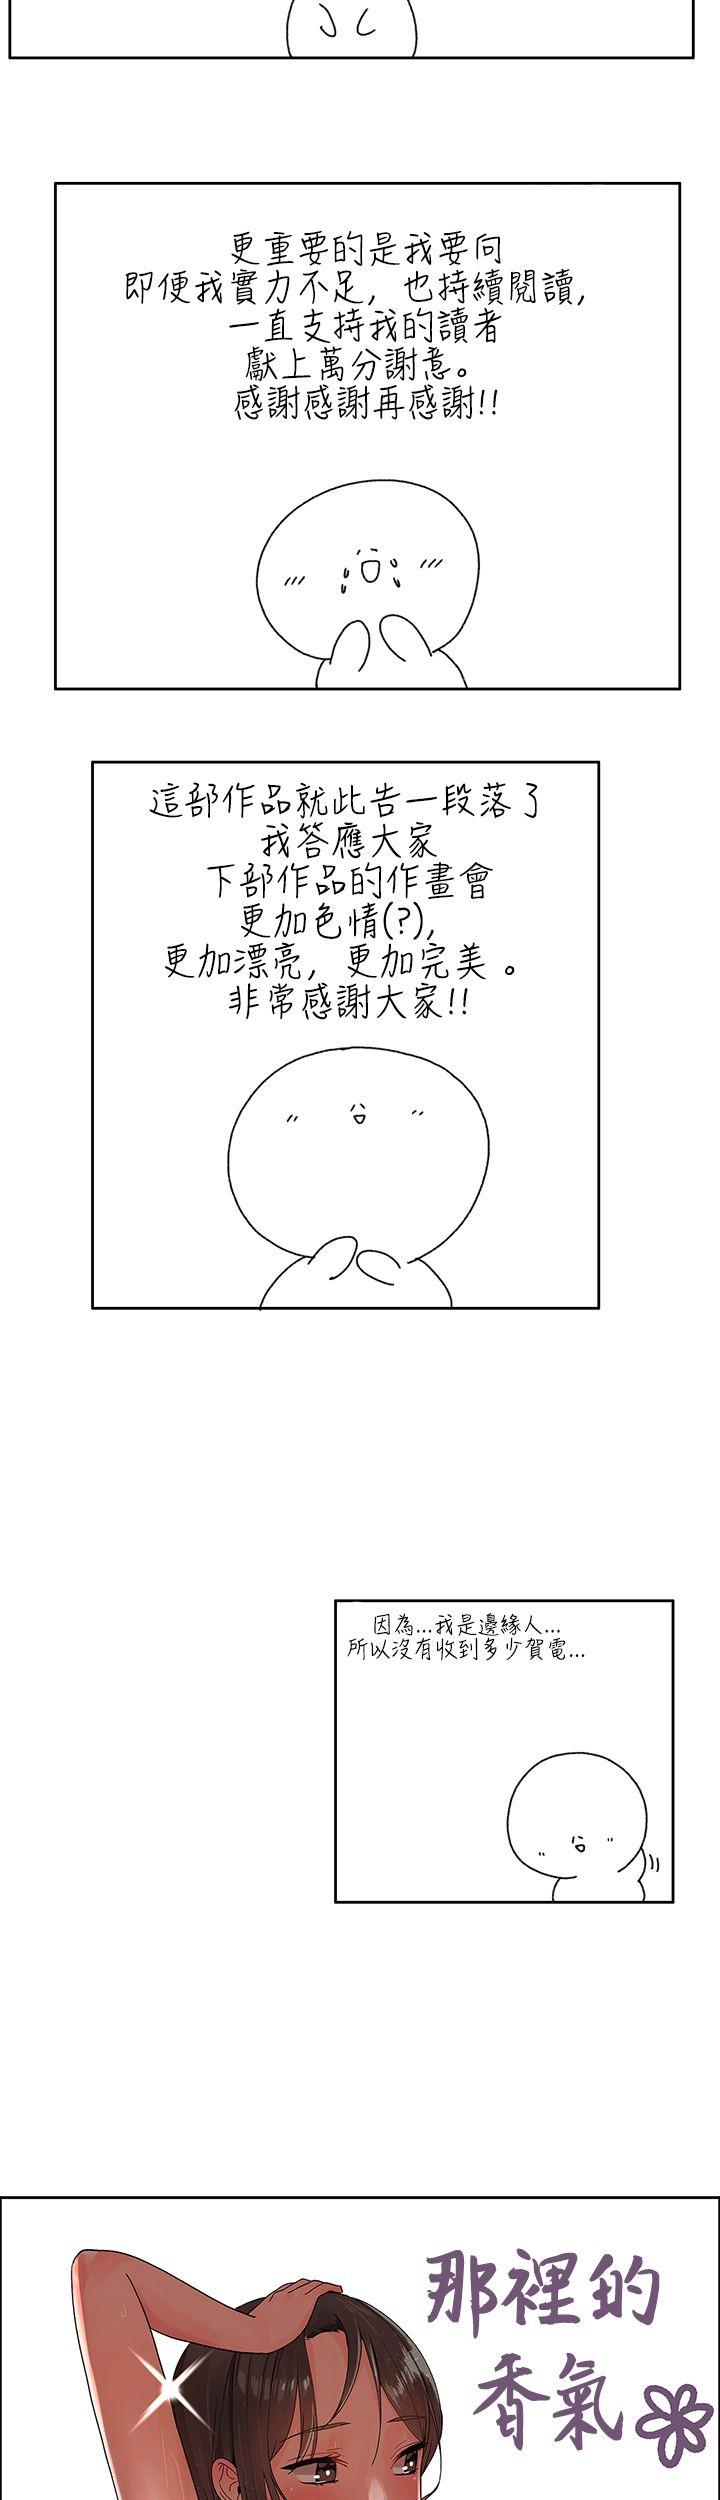 更重要的是我要向
即便我實力不足，也持續閱讀,
一直支持我的讀者
獻上萬分謝意。
感謝感謝再感謝!!
這部作品就此告一段落了
我答應大家
下部作品的作畫會
更加色情(?),
更加漂亮，更加完美。
非常感謝大家!!
因為...我是邊緣人...
所以沒有收到多少賀電...
那裡的
香氣